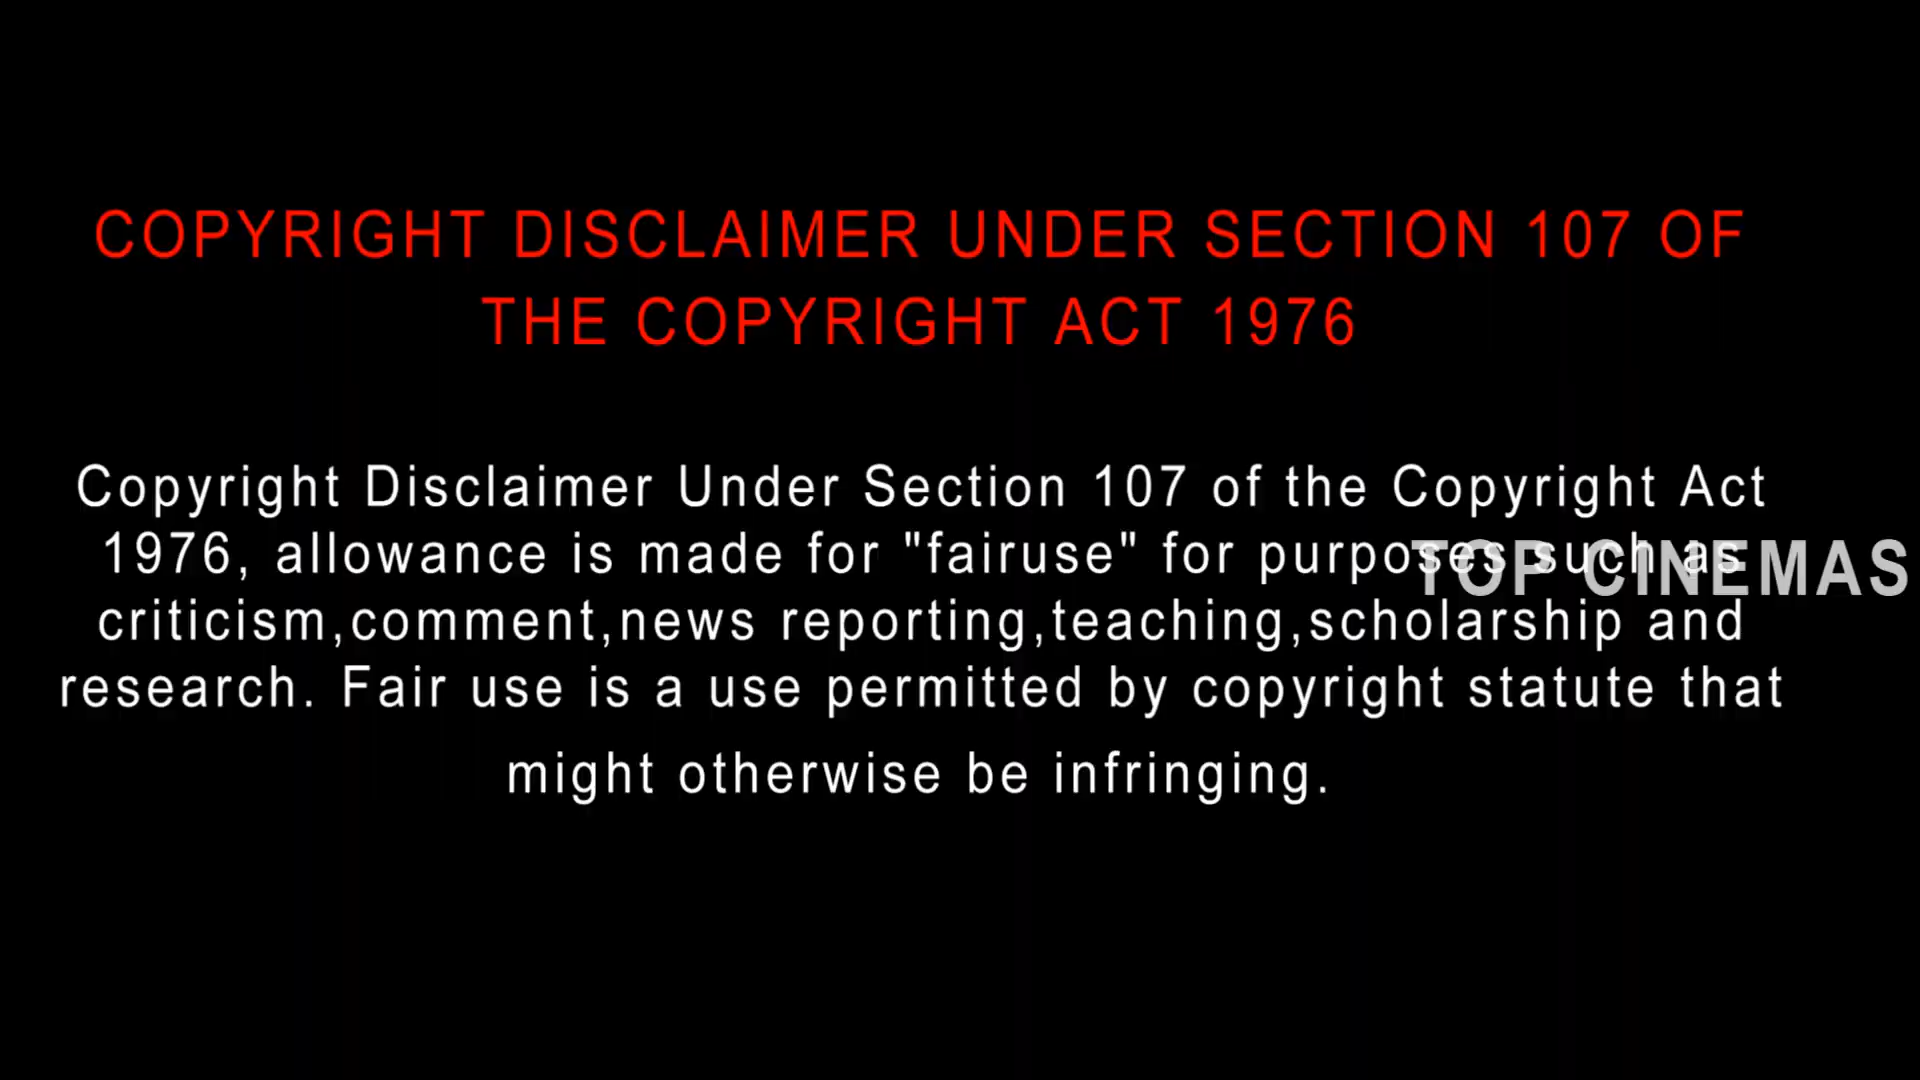 COPYRIGHT DISCLAIMER UNDER SECTION 107 OF
THE COPYRIGHT ACT 1976
Copyright Disclaimer Under Section 107 of the Copyright Act
1976, allowance is made for "fairuse" for purposes such as
TOP CINEMAS
criticism,comment,news reporting,teaching,scholarship and
research. Fair use is a use permitted by copyright statute that
might otherwise be infringing.